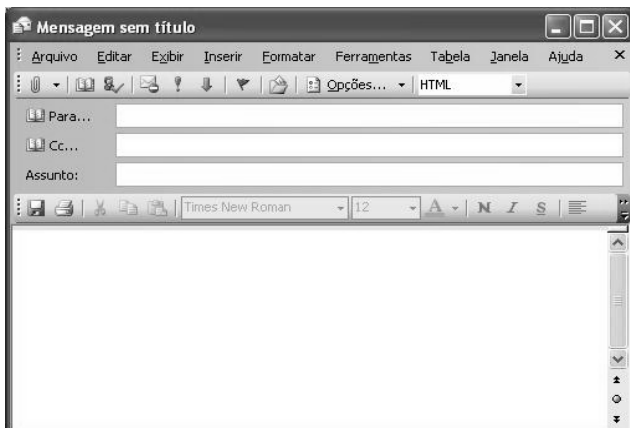 Mensagem sem título
Arquivo Editar Exibir Inserir Formatar Ferramentas Tabela Janela Ajuda
Opções... HTML
Para...
Cc...
Assunto:
Times New Roman 12 A N I S